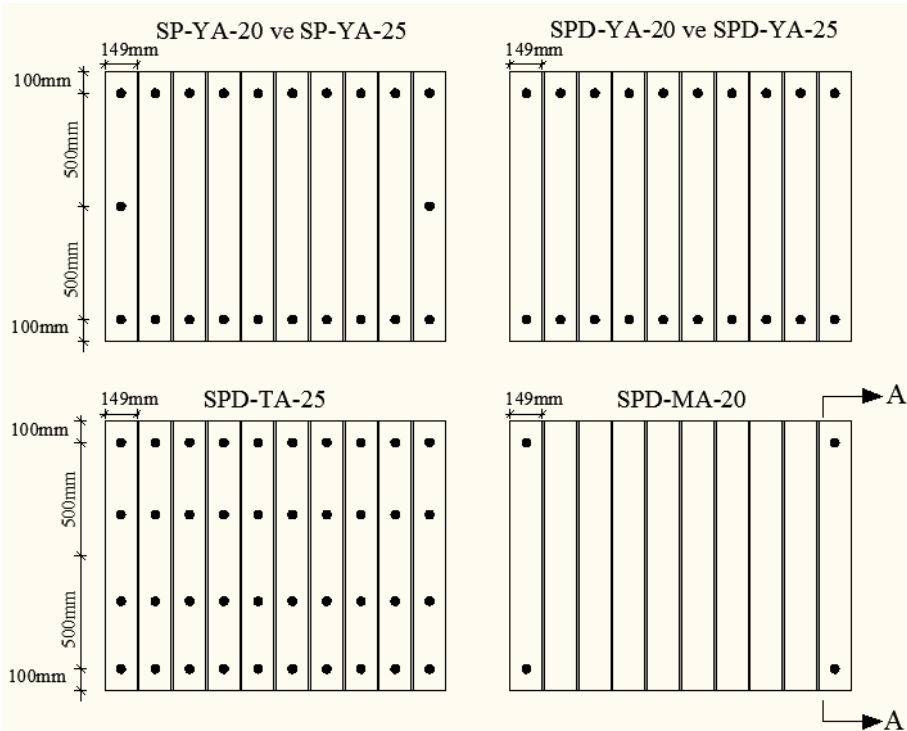 SP-YA-20 ve SP-YA-25
149mm
100mm
500mm
500mm
100mm
SPD-YA-20 ve SPD-YA-25
149mm
SPD-TA-25
149mm
100mm
500mm
500mm
100mm
SPD-MA-20
149mm
A
A